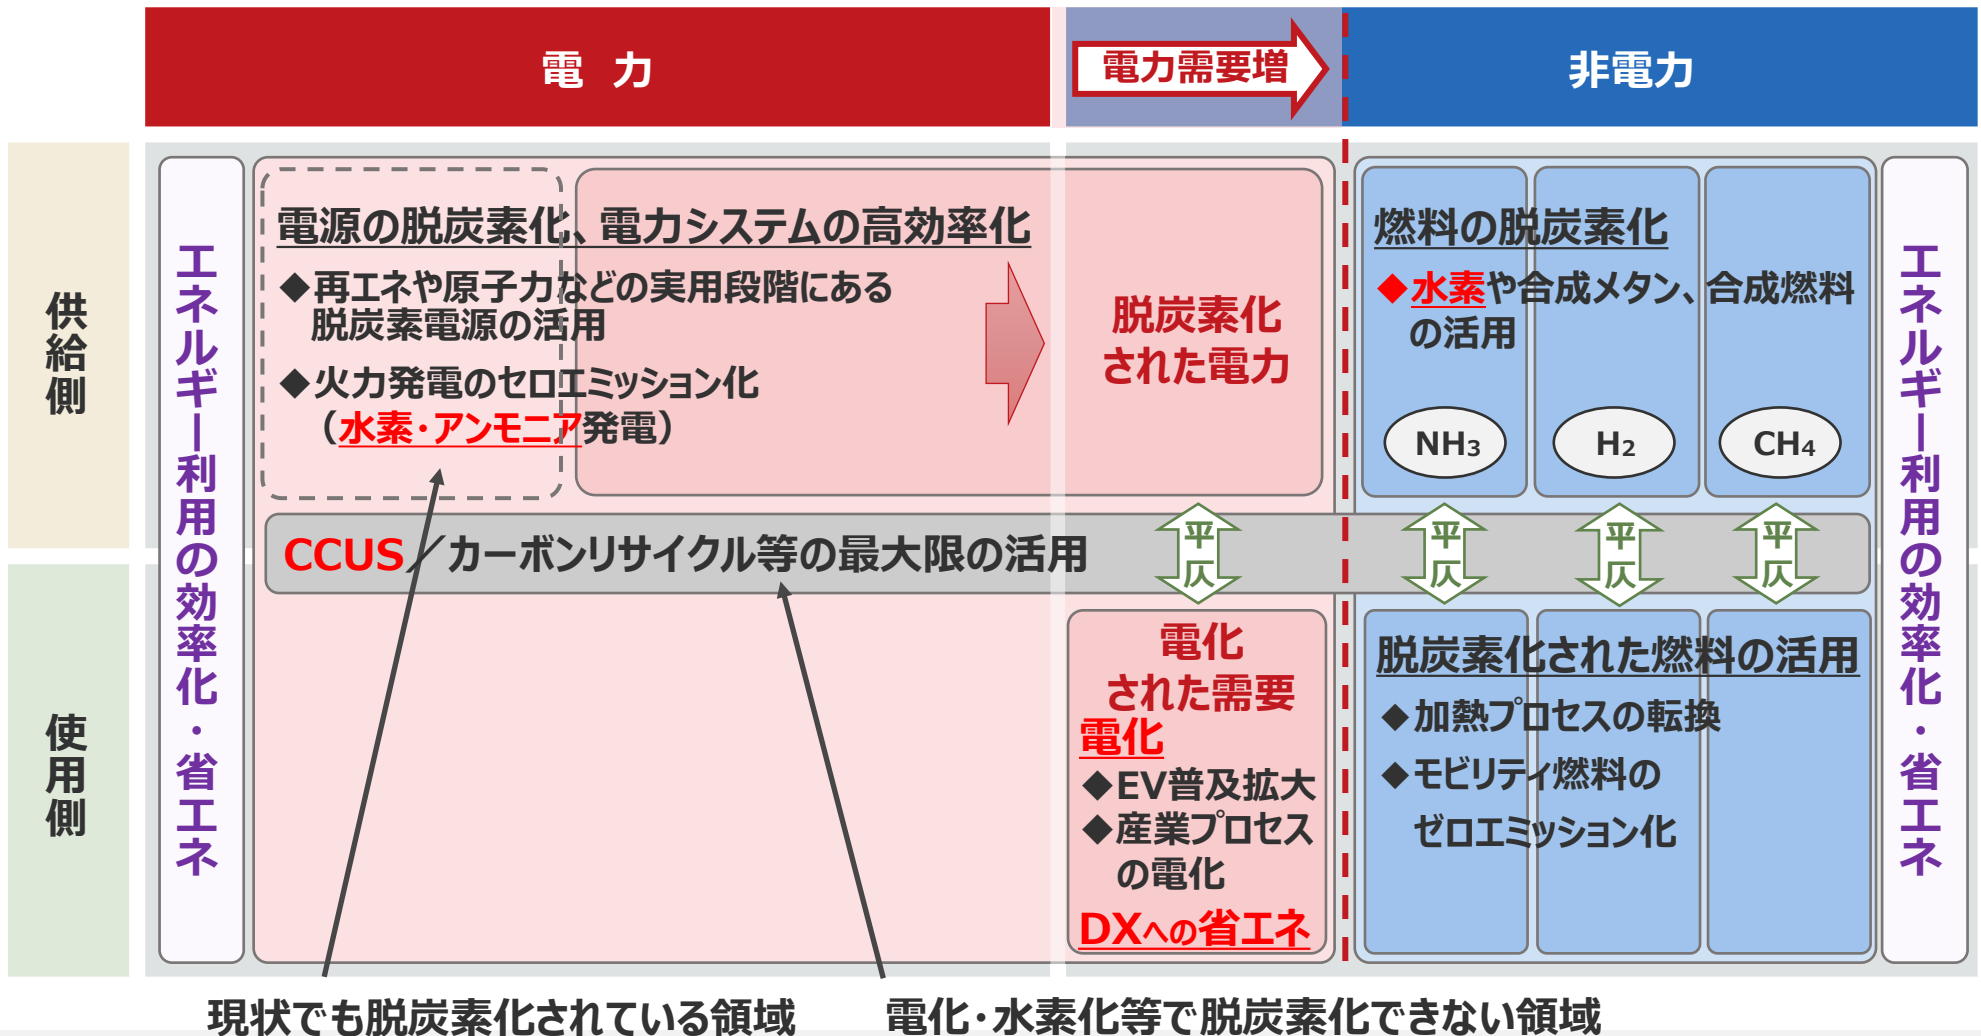 電 力
電力需要増
非電力
供給側
使用側
エネルギー利用の効率化・省エネ
電源の脱炭素化、電力システムの高効率化
◆再エネや原子力などの実用段階にある
脱炭素電源の活用
◆火力発電のゼロエミッション化
（水素・アンモニア発電）
脱炭素化
された電力
燃料の脱炭素化
◆水素や合成メタン、合成燃料
の活用
NH₃
H₂
CH₄
CCUS／カーボンリサイクル等の最大限の活用
平仄
平仄
平仄
平仄
電化
された需要
電化
◆EV普及拡大
◆産業プロセス
の電化
DXへの省エネ
脱炭素化された燃料の活用
◆加熱プロセスの転換
◆モビリティ燃料の
ゼロエミッション化
エネルギー利用の効率化・省エネ
現状でも脱炭素化されている領域
電化・水素化等で脱炭素化できない領域